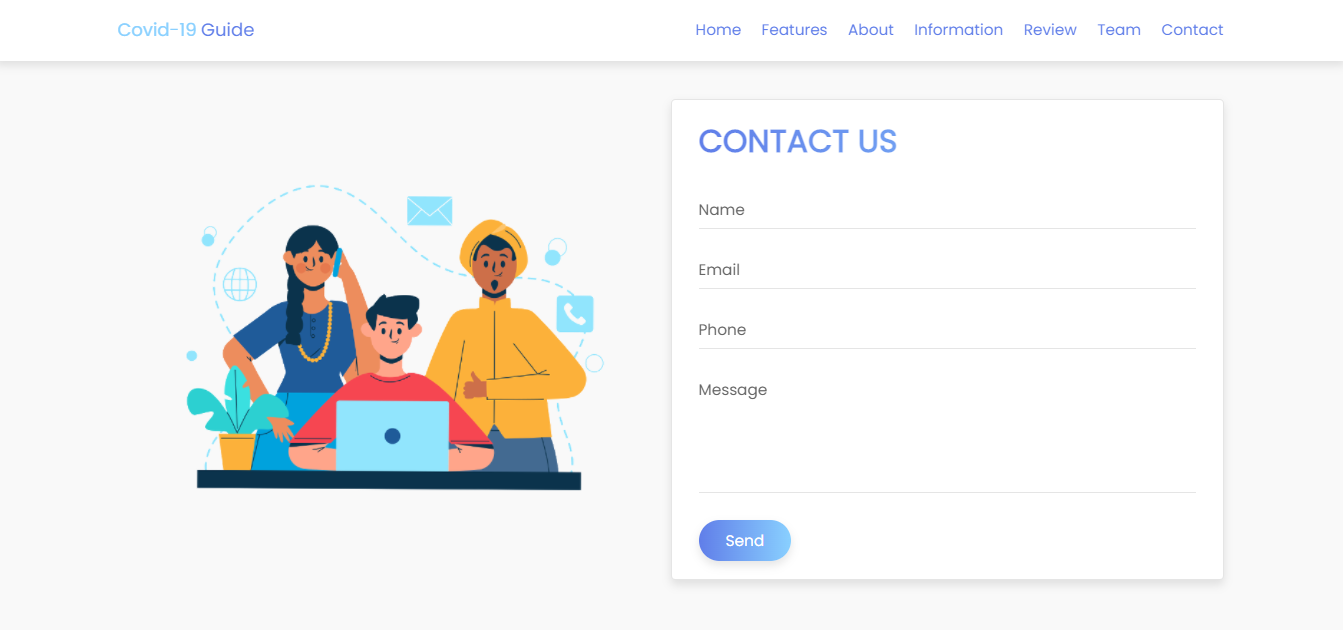 Covid-19 Guide
Home Features About Information Review Team Contact
CONTACT US
Name
Email
Phone
Message
Send